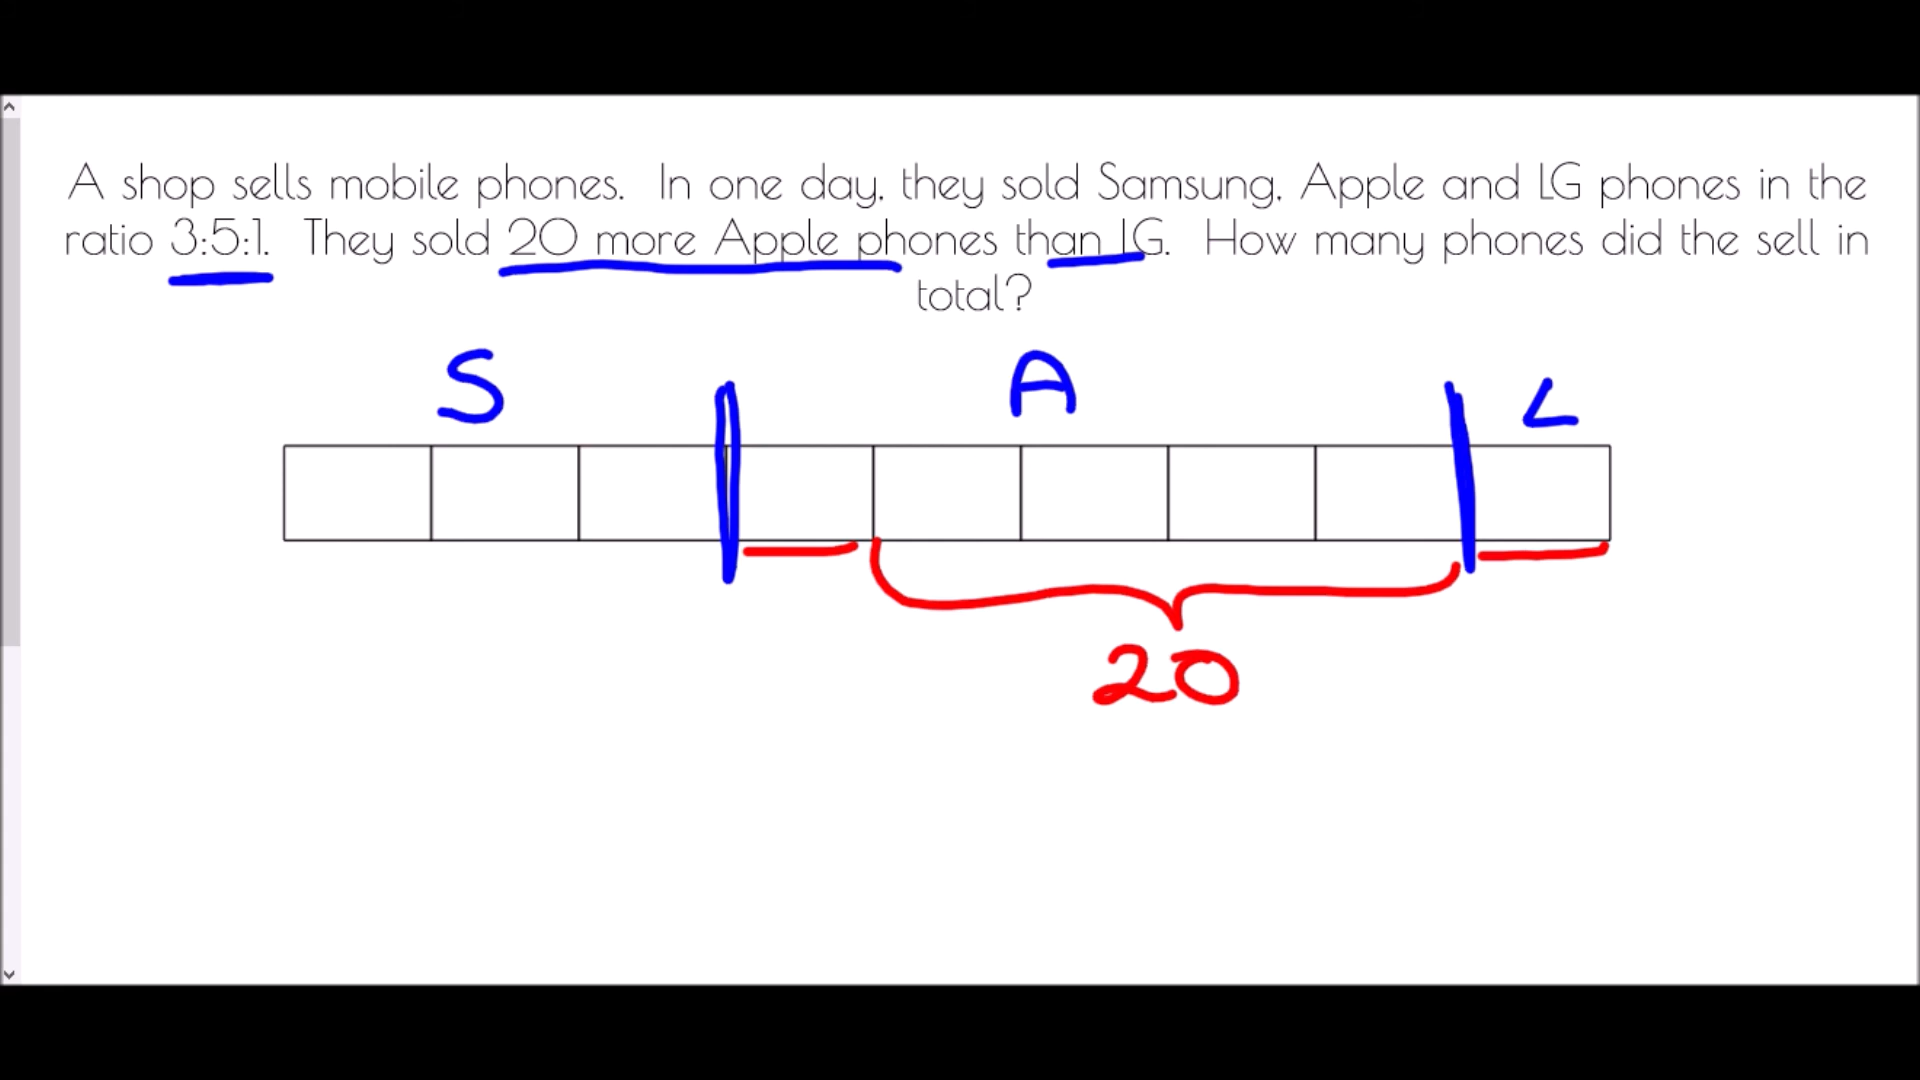 A shop sells mobile phones. In one day, they sold Samsung, Apple and LG phones in the
ratio 3:5:1. They sold 20 more Apple phones than LG. How many phones did the sell in
total?
S A L
20